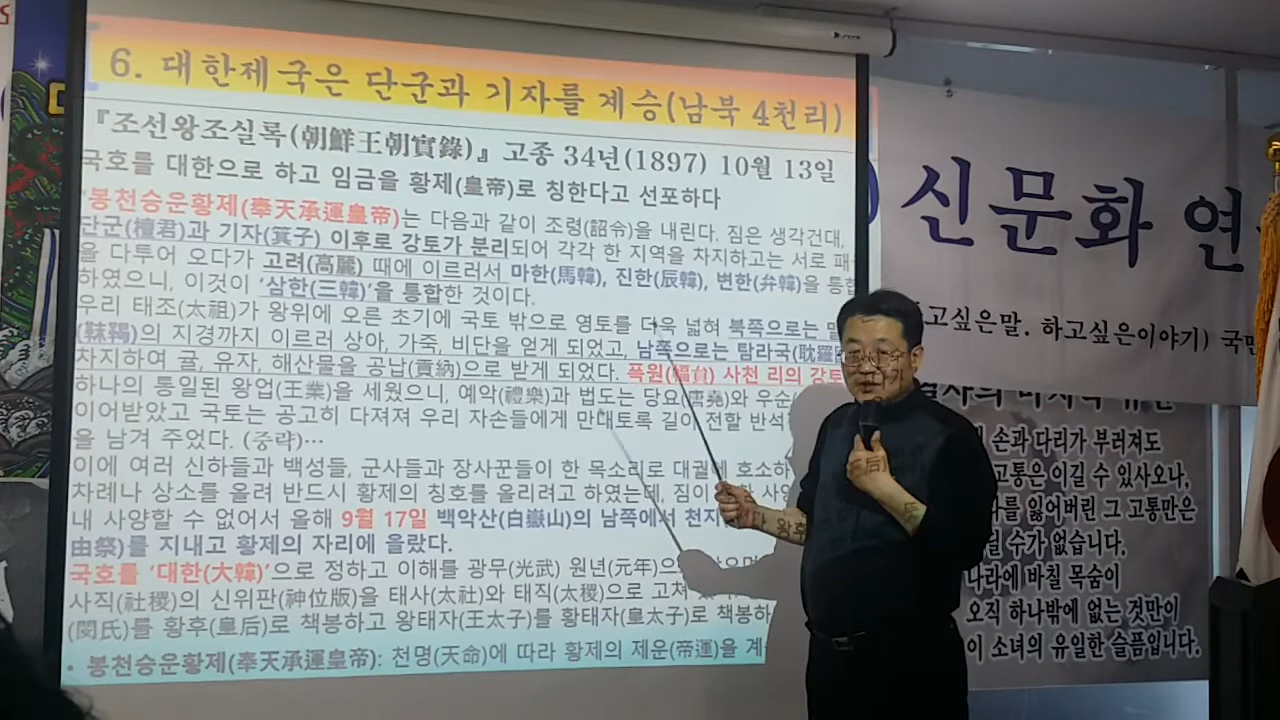 6. 대한제국은 단군과 기자를 계승(남북 4천리)
『조선왕조실록(朝鮮王朝實錄)』 고종 34년(1897) 10월 13일
국호를 대한으로 하고 임금을 황제(皇帝)로 칭한다고 선포하다
'봉천승운황제(奉天承運皇帝)는 다음과 같이 조령(詔令)을 내린다. 짐은 생각건대,
단군(檀君)과 기자(箕子) 이후로 강토가 분리되어 각각 한 지역을 차지하고는 서로 패
을 다투어 오다가 고려(高麗) 때에 이르러서 마한(馬韓), 진한(辰韓), 변한(弁韓)을 통합
하였으니, 이것이 '삼한(三韓)'을 통합한 것이다.
우리 태조(太祖)가 왕위에 오른 초기에 국토 밖으로 영토를 더욱 넓혀 북쪽으로는 말
(靺鞨)의 지경까지 이르러 상아, 가죽, 비단을 얻게 되었고, 남쪽으로는 탐라국(耽羅
차지하여 귤, 유자, 해산물을 공납(貢納)으로 받게 되었다. 폭원(幅員) 사천 리의 강토
하나의 통일된 왕업(王業)을 세웠으니, 예악(禮樂)과 법도는 당요(唐堯)와 우순(
이어받았고 국토는 공고히 다져져 우리 자손들에게 만대토록 길이 전할 반석
을 남겨 주었다. (중략)…
이에 여러 신하들과 백성들, 군사들과 장사꾼들이 한 목소리로 대궐에 호소하
차례나 상소를 올려 반드시 황제의 칭호를 올리려고 하였는데, 짐이 사양
내 사양할 수 없어서 올해 9월 17일 백악산(白嶽山)의 남쪽에서 천지
由祭)를 지내고 황제의 자리에 올랐다.
국호를 '대한(大韓)'으로 정하고 이해를 광무(光武) 원년(元年)으
사직(社稷)의 신위판(神位版)을 태사(太社)와 태직(太稷)으로 고쳐
(閔氏)를 황후(皇后)로 책봉하고 왕태자(王太子)를 황태자(皇太子)로 책봉하
• 봉천승운황제(奉天承運皇帝): 천명(天命)에 따라 황제의 제운(帝運)을 계
신문화 연
고싶은말. 하고싶은이야기) 국민
손과 다리가 부러져도
고통은 이길 수 있사오나,
잃어버린 그 고통만은
수가 없습니다.
나라에 바칠 목숨이
오직 하나밖에 없는 것만이
이 소녀의 유일한 슬픔입니다.